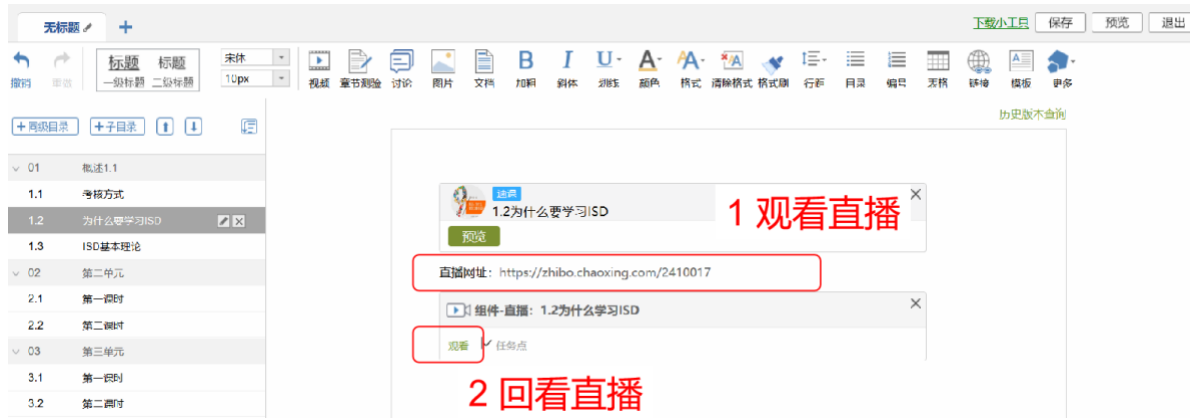 无标题
下载小工具 保存 预览 退出
标题 标题
一级标题 二级标题
宋体
10px
撤销 重做 视频 章节测验 讨论 图片 文档 加粗 斜体 颜色 格式 清除格式 格式刷 行距 目录 编号 表格 链接 模板 更多
历史版本查询
+同级目录 +子目录
01 概述1.1
1.1 考核方式
1.2 为什么要学习ISD
1.3 ISD基本理论
02 第二单元
2.1 第一课时
2.2 第二课时
03 第三单元
3.1 第一课时
3.2 第二课时
速课
1.2为什么要学习ISD
预览
1 观看直播
直播网址：https://zhibo.chaoxing.com/2410017
组件-直播：1.2为什么学习ISD
观看 任务点
2 回看直播